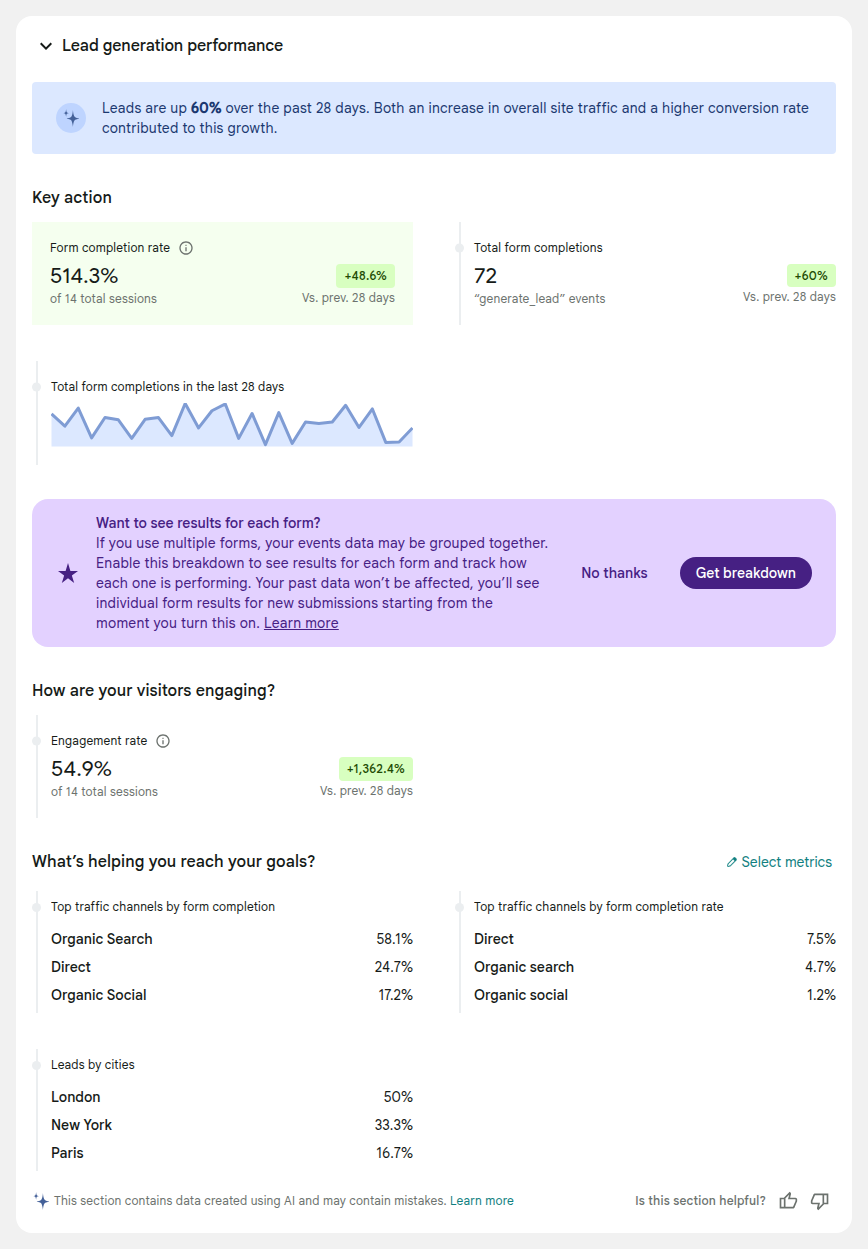 Lead generation performance
Leads are up 60% over the past 28 days. Both an increase in overall site traffic and a higher conversion rate
contributed to this growth.
Key action
Form completion rate
514.3%
+48.6%
of 14 total sessions
Vs. prev. 28 days
Total form completions
72
+60%
“generate_lead” events
Vs. prev. 28 days
Total form completions in the last 28 days
Want to see results for each form?
If you use multiple forms, your events data may be grouped together.
Enable this breakdown to see results for each form and track how
each one is performing. Your past data won’t be affected, you’ll see
individual form results for new submissions starting from the
moment you turn this on. Learn more
No thanks
Get breakdown
How are your visitors engaging?
Engagement rate
54.9%
+1,362.4%
of 14 total sessions
Vs. prev. 28 days
What’s helping you reach your goals?
Select metrics
Top traffic channels by form completion
Organic Search 58.1%
Direct 24.7%
Organic Social 17.2%
Top traffic channels by form completion rate
Direct 7.5%
Organic search 4.7%
Organic social 1.2%
Leads by cities
London 50%
New York 33.3%
Paris 16.7%
This section contains data created using AI and may contain mistakes. Learn more
Is this section helpful?